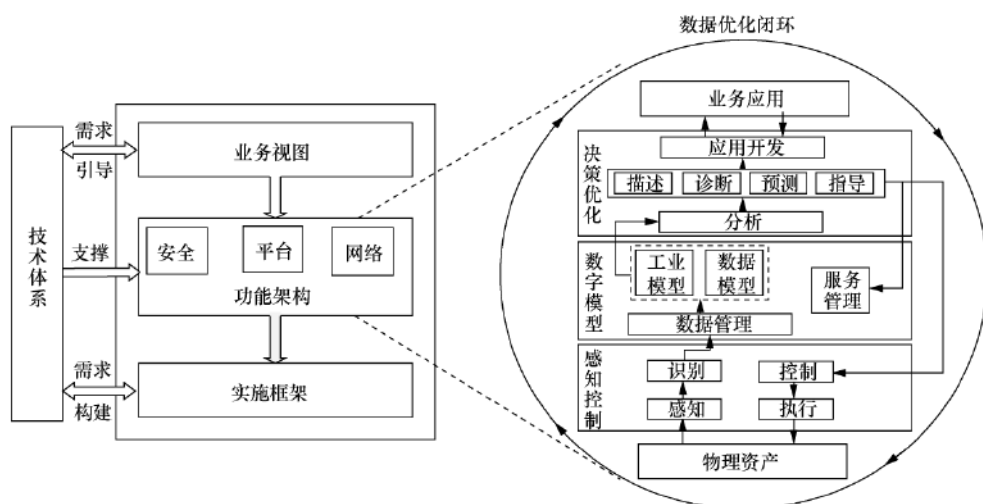 数据优化闭环
技术体系
需求
引导
支撑
需求
构建
业务视图
安全
平台
网络
功能架构
实施框架
业务应用
决策优化
应用开发
描述
诊断
预测
指导
分析
数字模型
工业
模型
数据
模型
服务
管理
数据管理
感知控制
识别
控制
感知
执行
物理资产